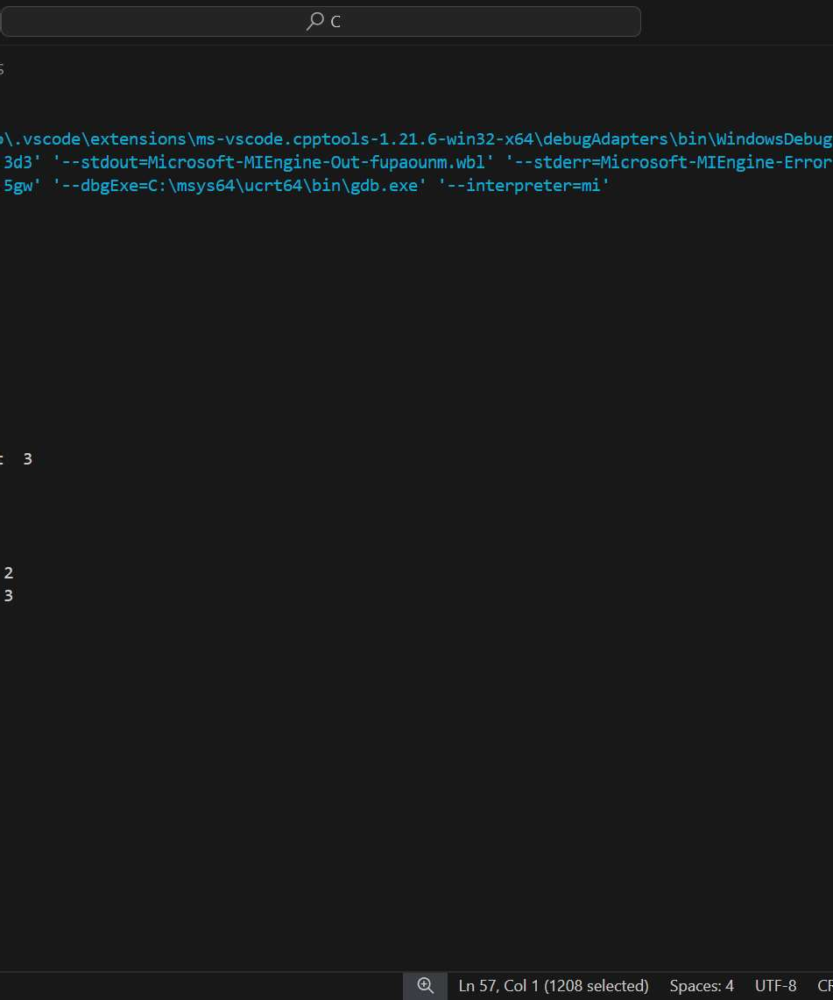 C
\.vscode\extensions\ms-vscode.cpptools-1.21.6-win32-x64\debugAdapters\bin\WindowsDebug
3d3' '--stdout=Microsoft-MIEngine-Out-fupaounm.wbl' '--stderr=Microsoft-MIEngine-Error
5gw' '--dbgExe=C:\msys64\ucrt64\bin\gdb.exe' '--interpreter=mi'
: 3
2
3
Ln 57, Col 1 (1208 selected) Spaces: 4 UTF-8